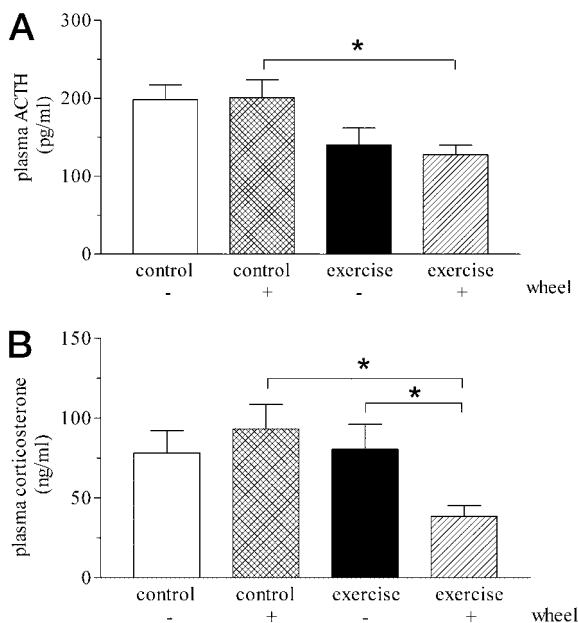 A
300
*
plasma ACTH
(pg/ml)
200
100
0
control control exercise exercise
- + - + wheel
B
150
*
*
plasma corticosterone
(ng/ml)
100
50
0
control control exercise exercise
- + - + wheel